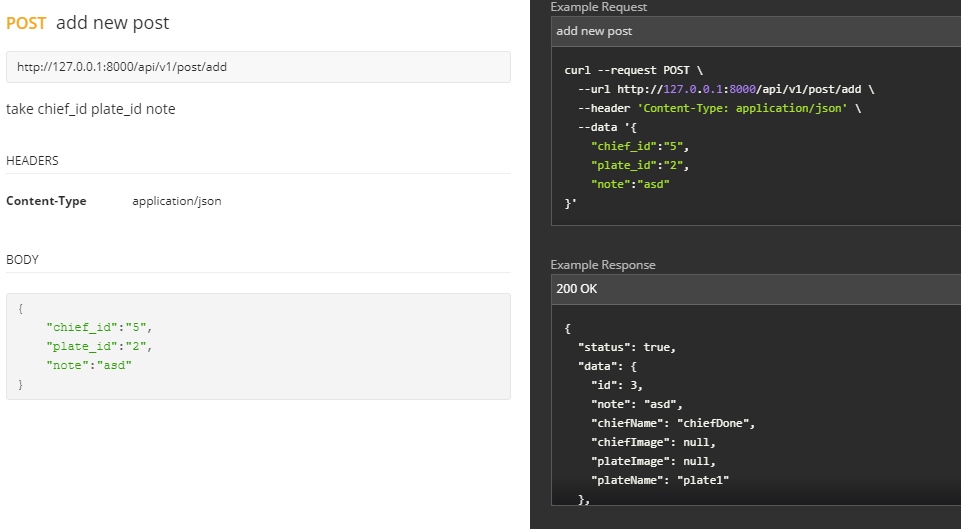 POST add new post
http://127.0.0.1:8000/api/v1/post/add
take chief_id plate_id note
HEADERS
Content-Type application/json
BODY
{
"chief_id":"5",
"plate_id":"2",
"note":"asd"
}
Example Request
add new post
curl --request POST \
--url http://127.0.0.1:8000/api/v1/post/add \
--header 'Content-Type: application/json' \
--data '{
"chief_id":"5",
"plate_id":"2",
"note":"asd"
}'
Example Response
200 OK
{
"status": true,
"data": {
"id": 3,
"note": "asd",
"chiefName": "chiefDone",
"chiefImage": null,
"plateImage": null,
"plateName": "plate1"
},